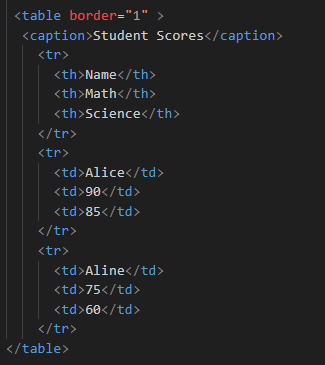 <table border="1" >
<caption>Student Scores</caption>
<tr>
<th>Name</th>
<th>Math</th>
<th>Science</th>
</tr>
<tr>
<td>Alice</td>
<td>90</td>
<td>85</td>
</tr>
<tr>
<td>Aline</td>
<td>75</td>
<td>60</td>
</tr>
</table>